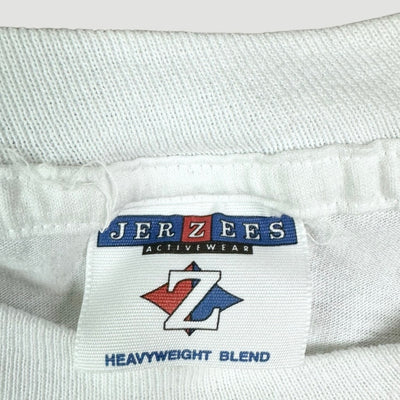 JERZEES
ACTIVEWEAR
Z
HEAVYWEIGHT BLEND